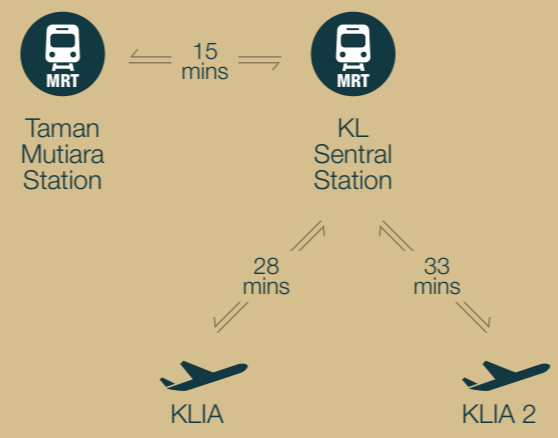 MRT
15
mins
MRT
Taman
Mutiara
Station
KL
Sentral
Station
28
mins
33
mins
KLIA
KLIA 2